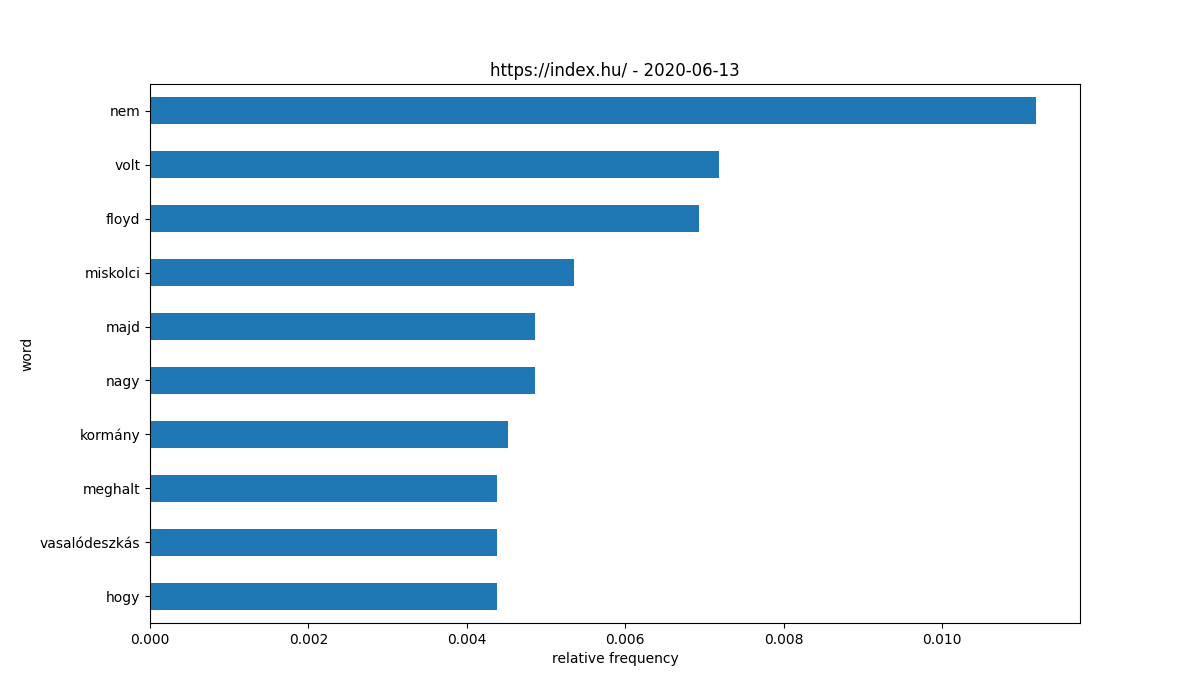 https://index.hu/ - 2020-06-13
nem
volt
floyd
miskolci
majd
nagy
kormány
meghalt
vasalódeszkás
hogy
word
0.000 0.002 0.004 0.006 0.008 0.010
relative frequency